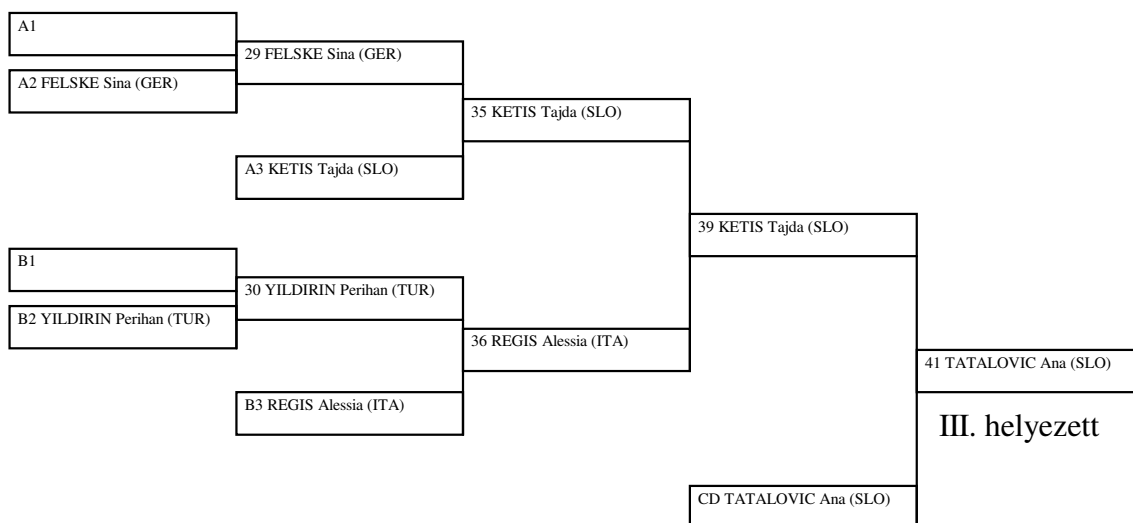 A1
29 FELSKE Sina (GER)
A2 FELSKE Sina (GER)
35 KETIS Tajda (SLO)
A3 KETIS Tajda (SLO)
39 KETIS Tajda (SLO)
B1
30 YILDIRIN Perihan (TUR)
B2 YILDIRIN Perihan (TUR)
36 REGIS Alessia (ITA)
41 TATALOVIC Ana (SLO)
B3 REGIS Alessia (ITA)
III. helyezett
CD TATALOVIC Ana (SLO)